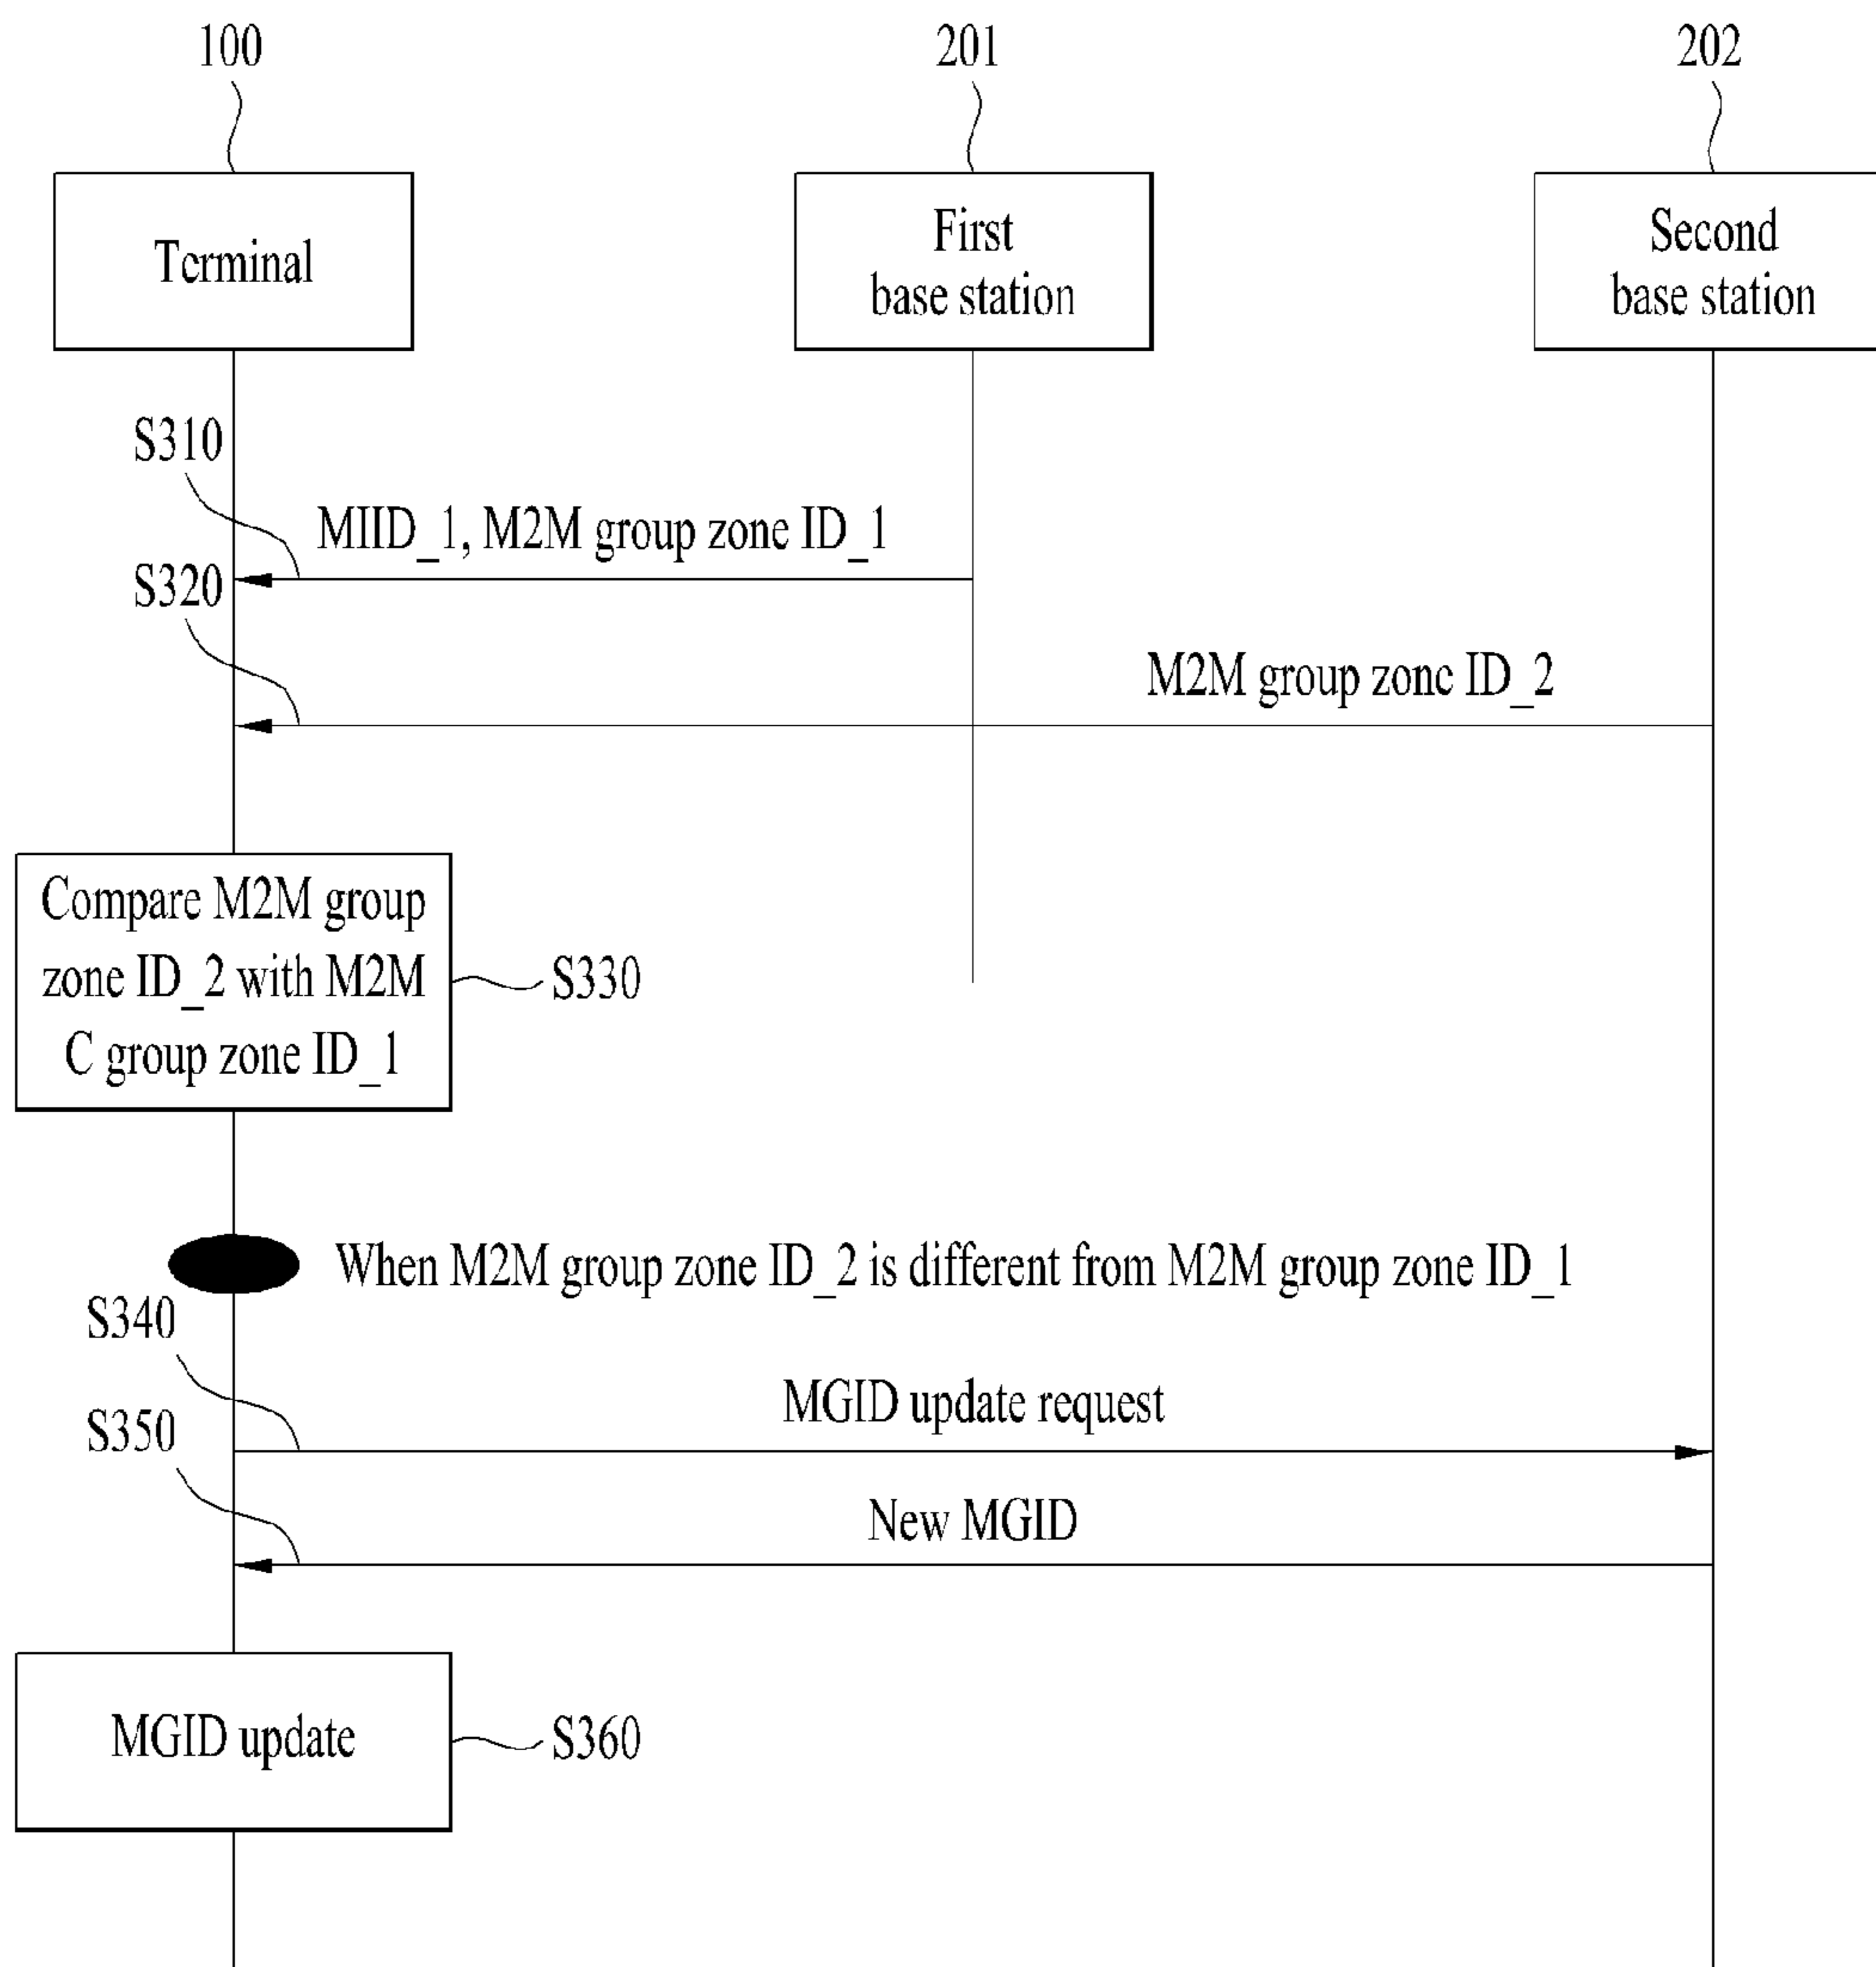 100
201
202
Terminal
First
base station
Second
base station
S310
MIID_1, M2M group zone ID_1
S320
M2M group zone ID_2
Compare M2M group
zone ID_2 with M2M
C group zone ID_1
S330
When M2M group zone ID_2 is different from M2M group zone ID_1
S340
MGID update request
S350
New MGID
MGID update
S360